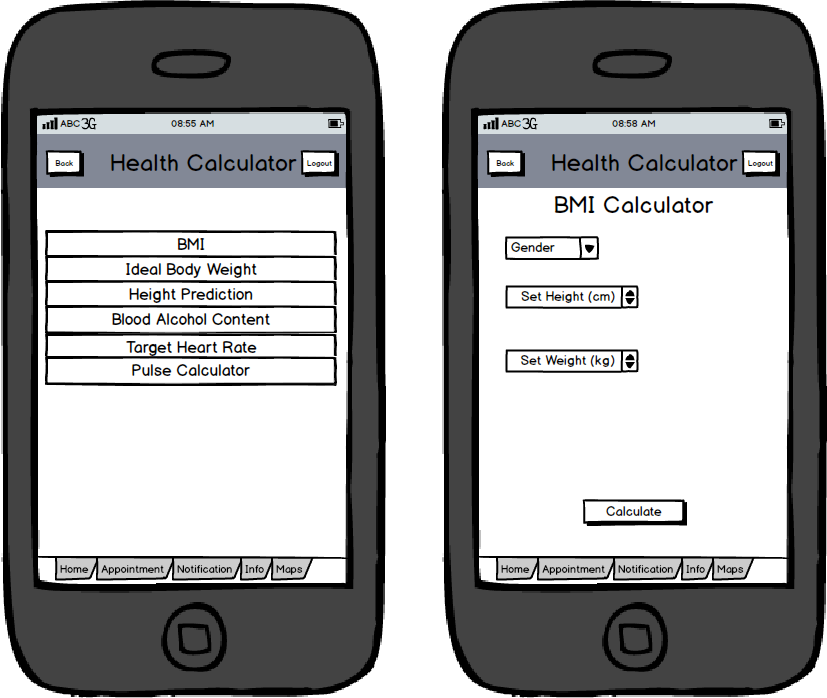 ABC 3G 08:55 AM
Back Health Calculator Logout
BMI
Ideal Body Weight
Height Prediction
Blood Alcohol Content
Target Heart Rate
Pulse Calculator
Home Appointment Notification Info Maps
ABC 3G 08:58 AM
Back Health Calculator Logout
BMI Calculator
Gender
Set Height (cm)
Set Weight (kg)
Calculate
Home Appointment Notification Info Maps